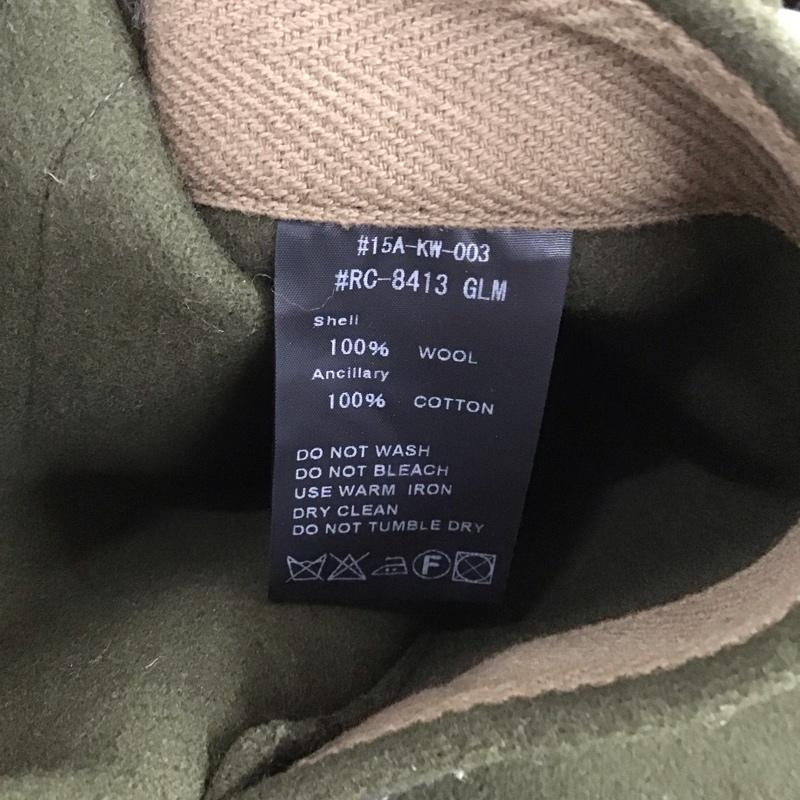 #15A-KW-003
#RC-8413 GLM
Shell
100% WOOL
Ancillary
100% COTTON
DO NOT WASH
DO NOT BLEACH
USE WARM IRON
DRY CLEAN
DO NOT TUMBLE DRY
F